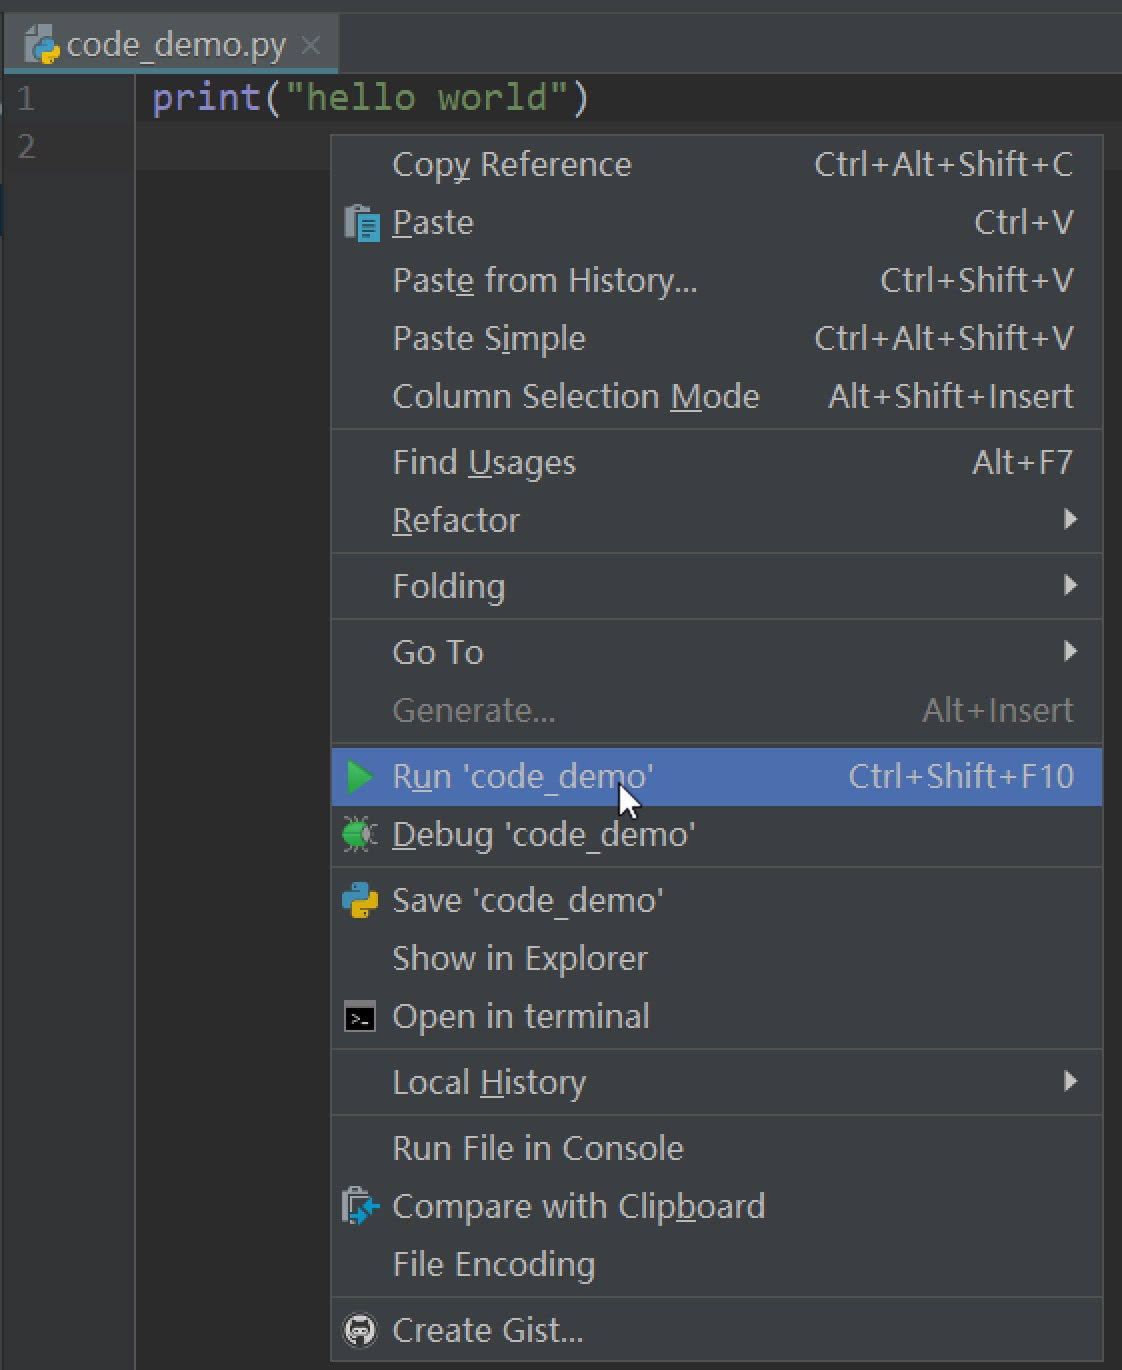 code_demo.py
1 print("hello world")
2
Copy Reference Ctrl+Alt+Shift+C
Paste Ctrl+V
Paste from History... Ctrl+Shift+V
Paste Simple Ctrl+Alt+Shift+V
Column Selection Mode Alt+Shift+Insert
Find Usages Alt+F7
Refactor
Folding
Go To
Generate... Alt+Insert
Run 'code_demo' Ctrl+Shift+F10
Debug 'code_demo'
Save 'code_demo'
Show in Explorer
>_ Open in terminal
Local History
Run File in Console
Compare with Clipboard
File Encoding
Create Gist...